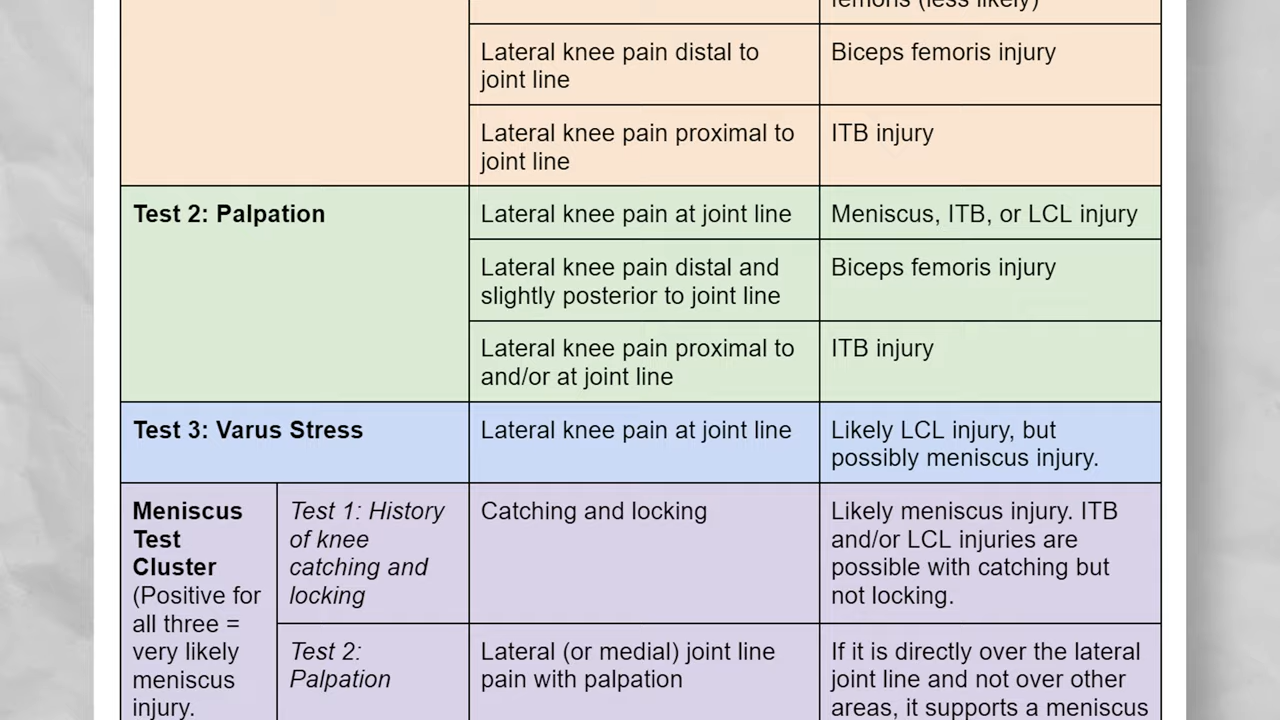 femoris (less likely)
Lateral knee pain distal to
joint line
Biceps femoris injury
Lateral knee pain proximal to
joint line
ITB injury
Test 2: Palpation
Lateral knee pain at joint line
Meniscus, ITB, or LCL injury
Lateral knee pain distal and
slightly posterior to joint line
Biceps femoris injury
Lateral knee pain proximal to
and/or at joint line
ITB injury
Test 3: Varus Stress
Lateral knee pain at joint line
Likely LCL injury, but
possibly meniscus injury.
Meniscus
Test
Cluster
(Positive for
all three =
very likely
meniscus
injury.
Test 1: History
of knee
catching and
locking
Catching and locking
Likely meniscus injury. ITB
and/or LCL injuries are
possible with catching but
not locking.
Test 2:
Palpation
Lateral (or medial) joint line
pain with palpation
If it is directly over the lateral
joint line and not over other
areas, it supports a meniscus